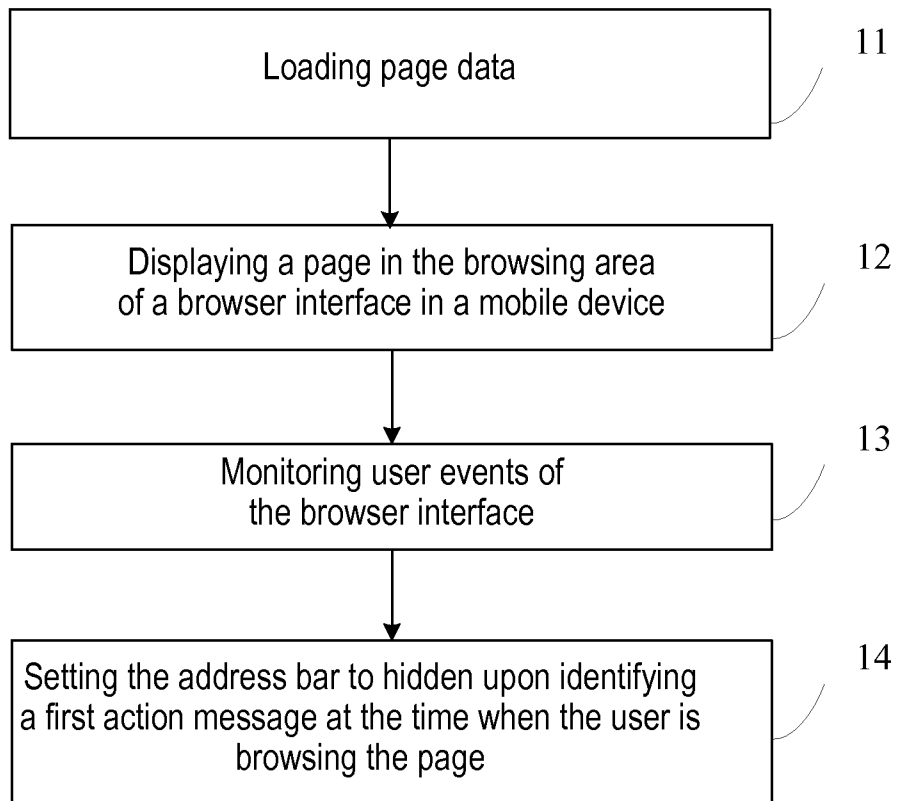 Loading page data
11
Displaying a page in the browsing area
of a browser interface in a mobile device
12
Monitoring user events of
the browser interface
13
Setting the address bar to hidden upon identifying
a first action message at the time when the user is
browsing the page
14